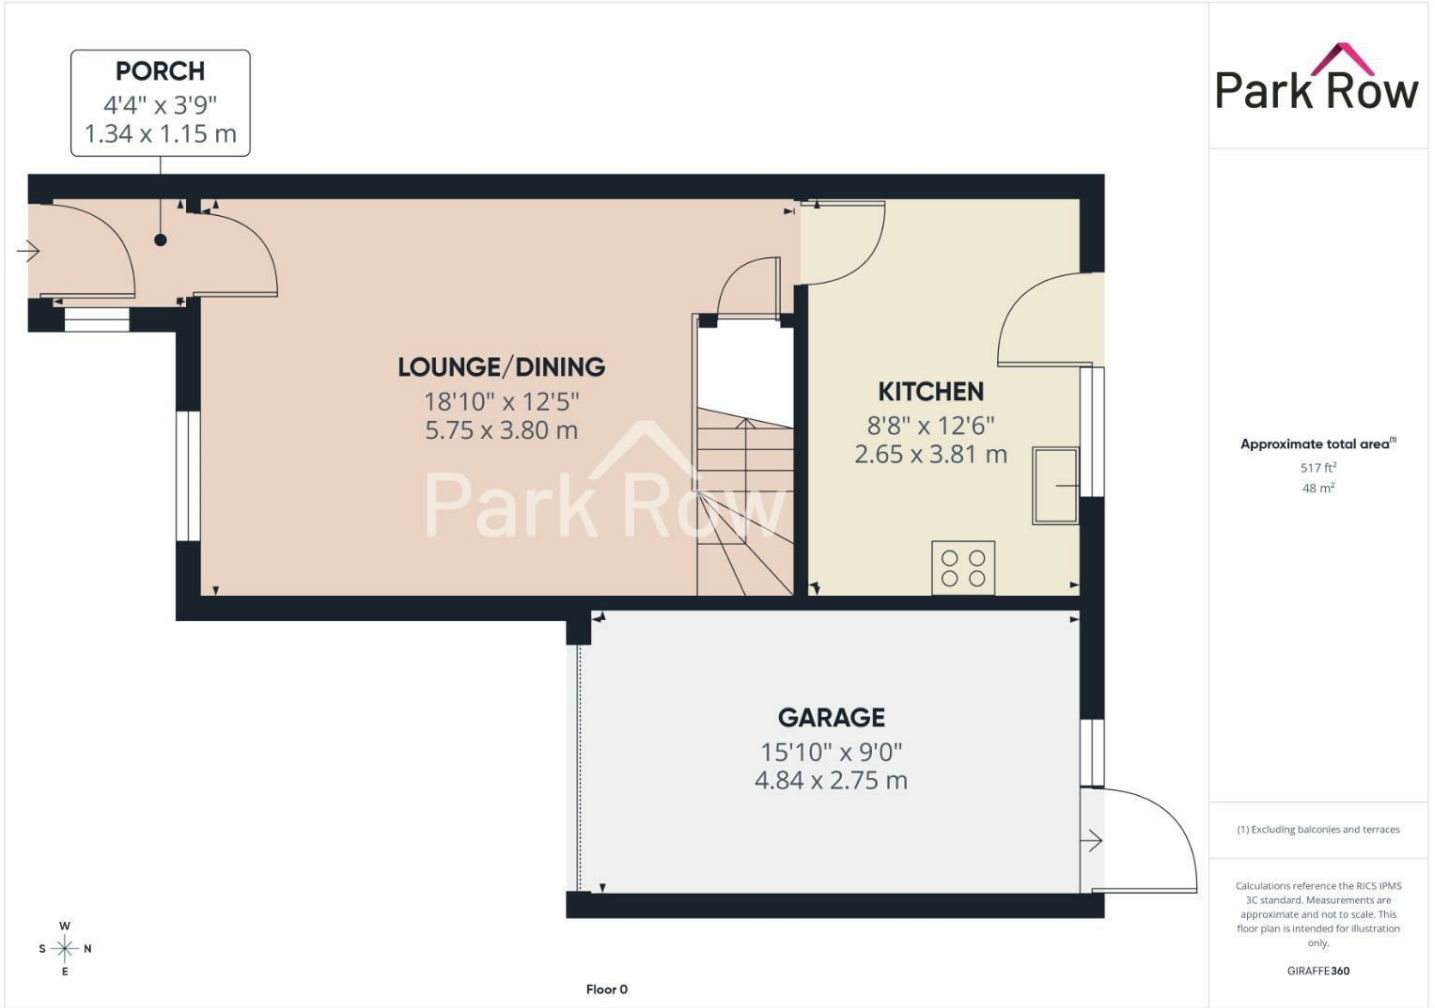 PORCH
4'4" x 3'9"
1.34 x 1.15 m
LOUNGE/DINING
18'10" x 12'5"
5.75 x 3.80 m
KITCHEN
8'8" x 12'6"
2.65 x 3.81 m
Park Row
GARAGE
15'10" x 9'0"
4.84 x 2.75 m
W
S N
E
Floor 0
Park Row
Approximate total area(1)
517 ft²
48 m²
(1) Excluding balconies and terraces
Calculations reference the RICS IPMS
3C standard. Measurements are
approximate and not to scale. This
floor plan is intended for illustration
only.
GIRAFFE360